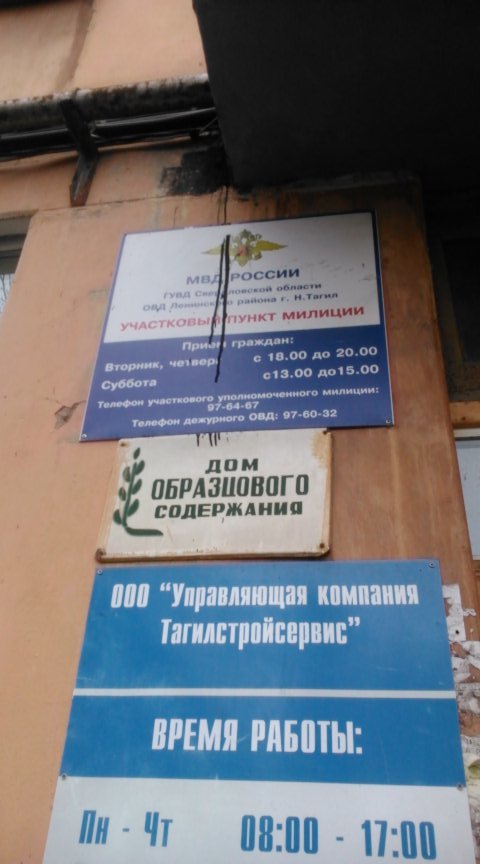 МВД РОССИИ
ГУВД Свердловской области
ОВД Ленинского района г. Н.Тагил
УЧАСТКОВЫЙ ПУНКТ МИЛИЦИИ
Прием граждан:
Вторник, четверг с 18.00 до 20.00
Суббота с13.00 до15.00
Телефон участкового уполномоченного милиции:
97-64-67
Телефон дежурного ОВД: 97-60-32
ДОМ
ОБРАЗЦОВОГО
СОДЕРЖАНИЯ
ООО "Управляющая компания
Тагилстройсервис"
ВРЕМЯ РАБОТЫ:
Пн - Чт 08:00 - 17:00